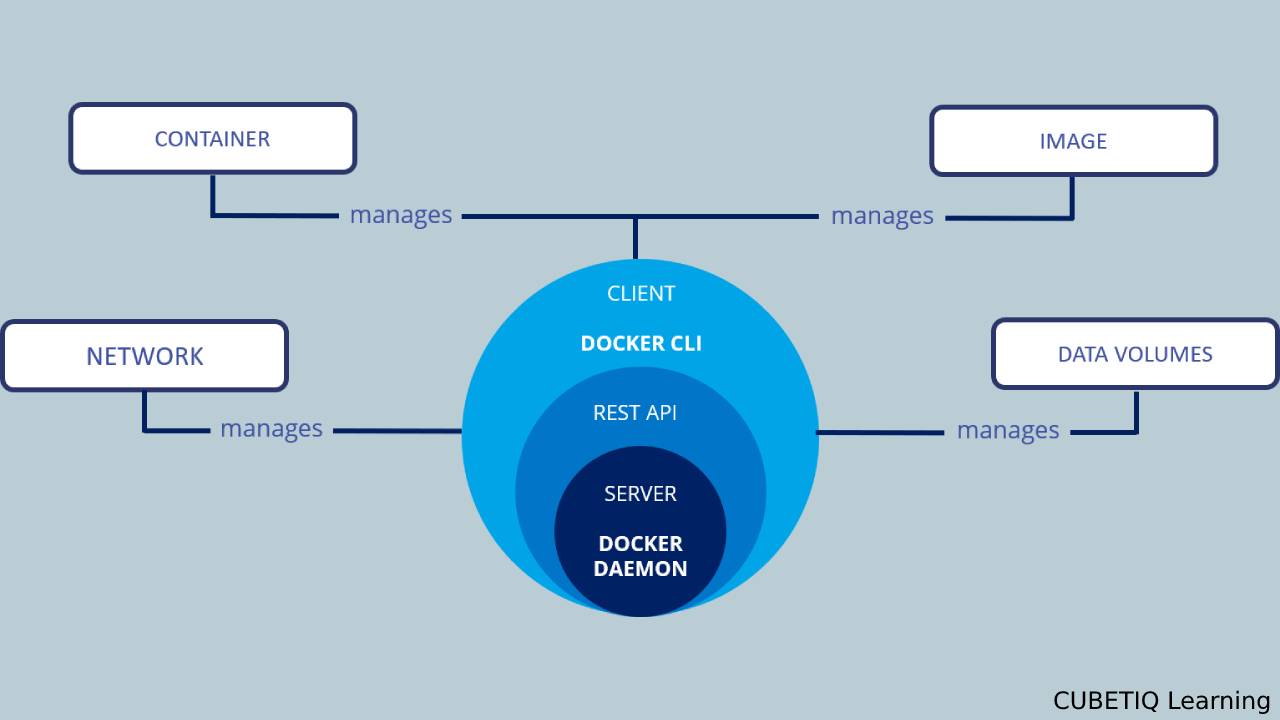 CONTAINER
IMAGE
manages
manages
CLIENT
DOCKER CLI
NETWORK
DATA VOLUMES
REST API
manages
manages
SERVER
DOCKER
DAEMON
CUBETIQ Learning